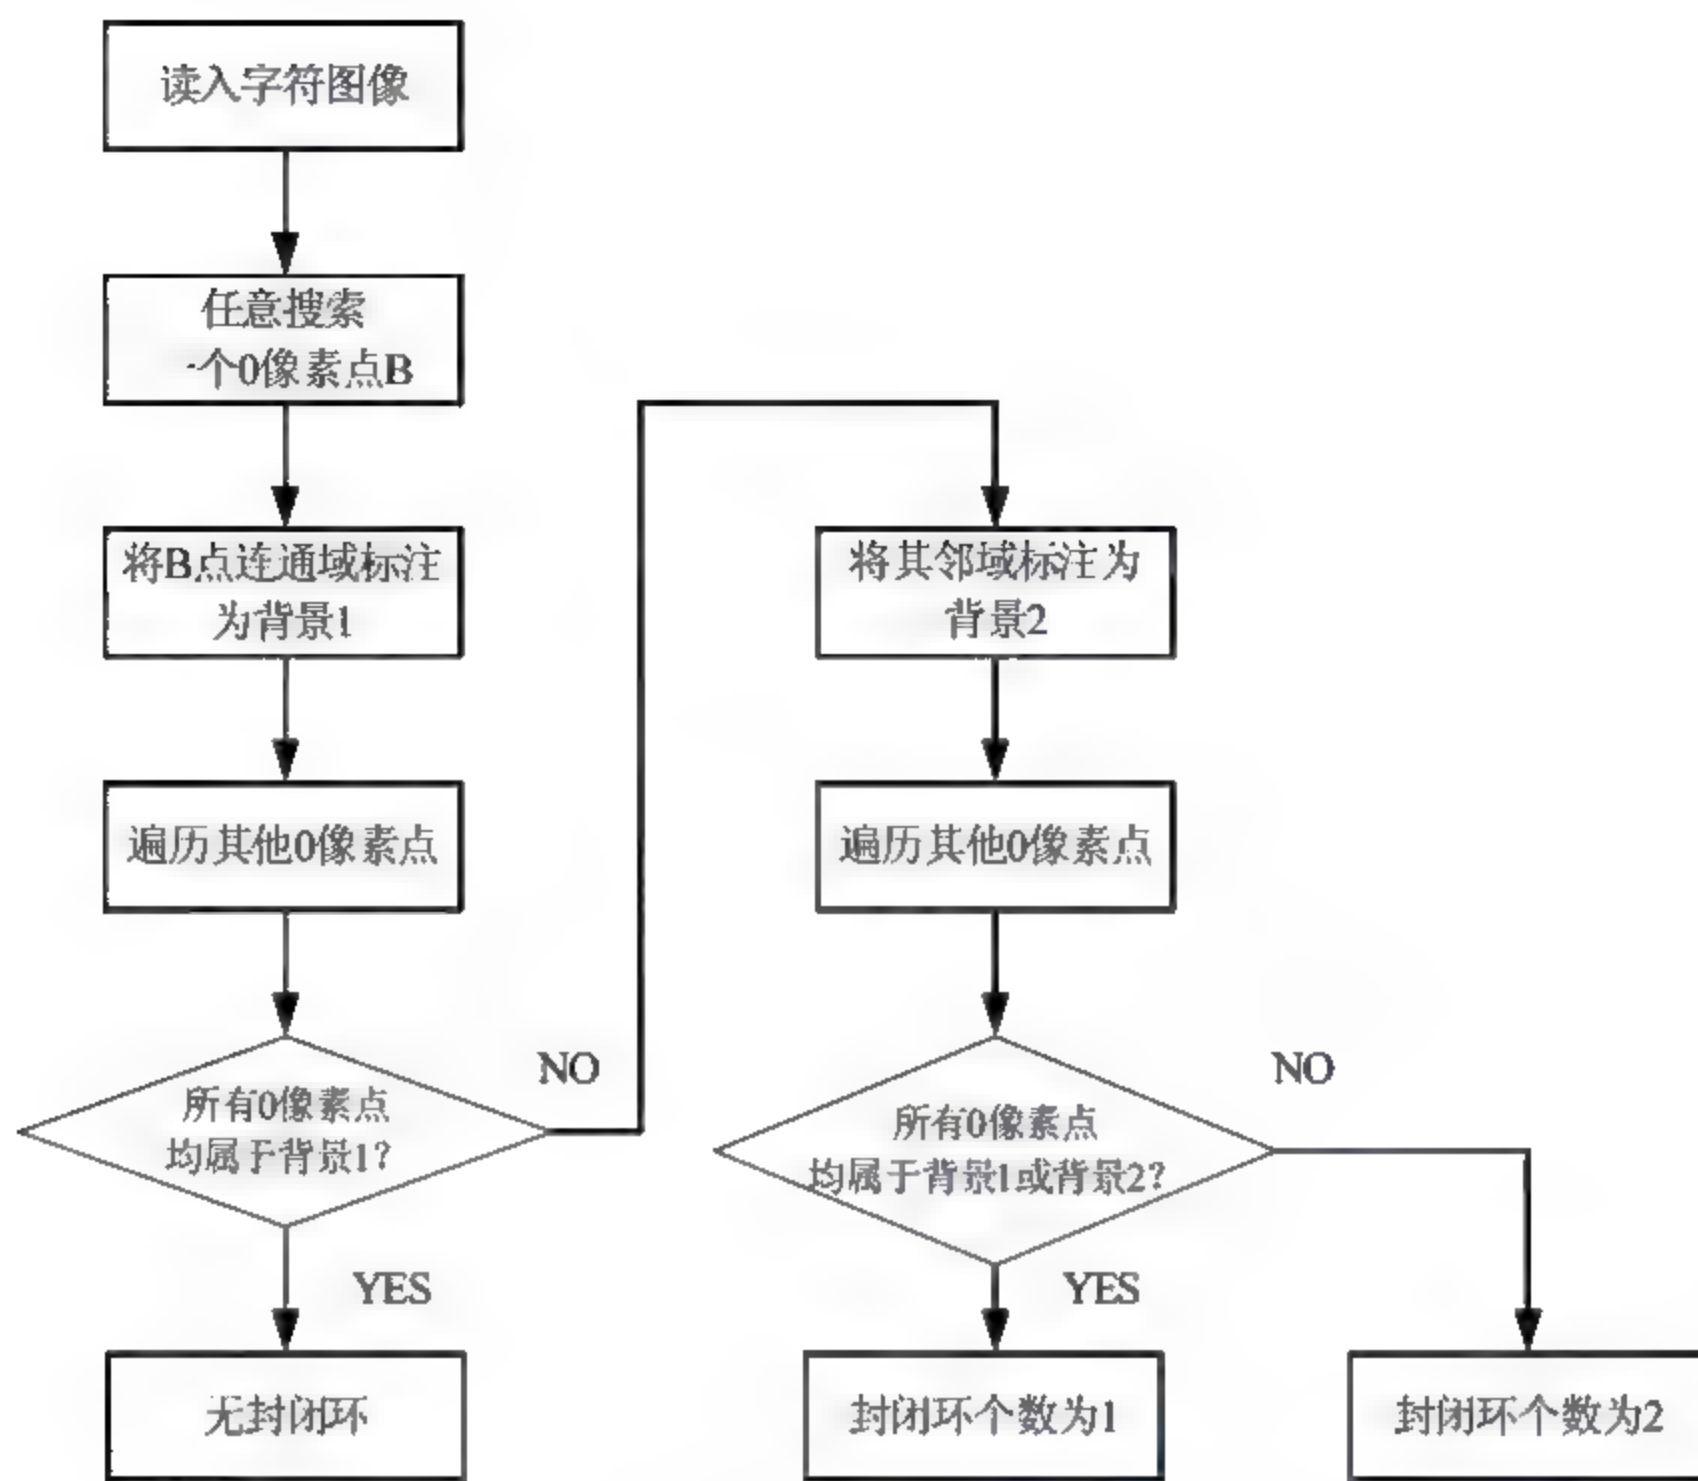 读入字符图像
任意搜索
一个0像素点B
将B点连通域标注
为背景1
遍历其他0像素点
所有0像素点
均属于背景1?
NO
YES
无封闭环
将其邻域标注为
背景2
遍历其他0像素点
所有0像素点
均属于背景1或背景2?
NO
YES
封闭环个数为1
封闭环个数为2